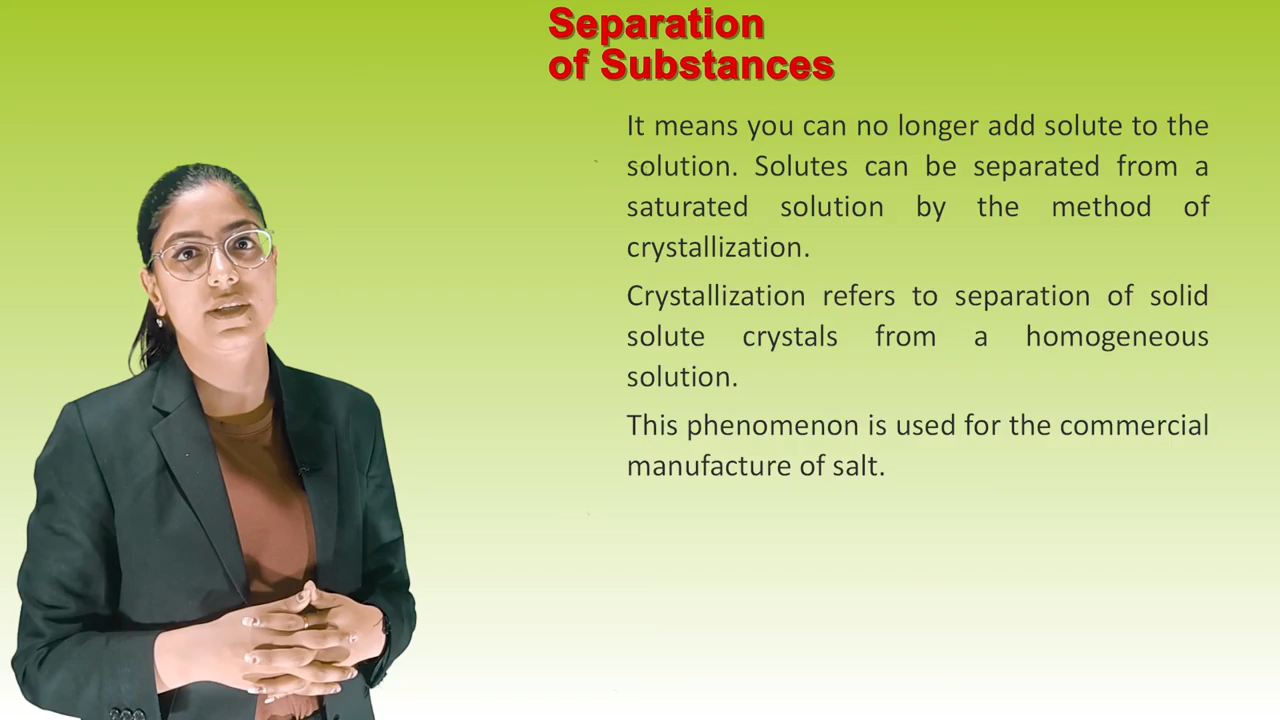 Separation
of Substances
It means you can no longer add solute to the
solution. Solutes can be separated from a
saturated solution by the method of
crystallization.
Crystallization refers to separation of solid
solute crystals from a homogeneous
solution.
This phenomenon is used for the commercial
manufacture of salt.